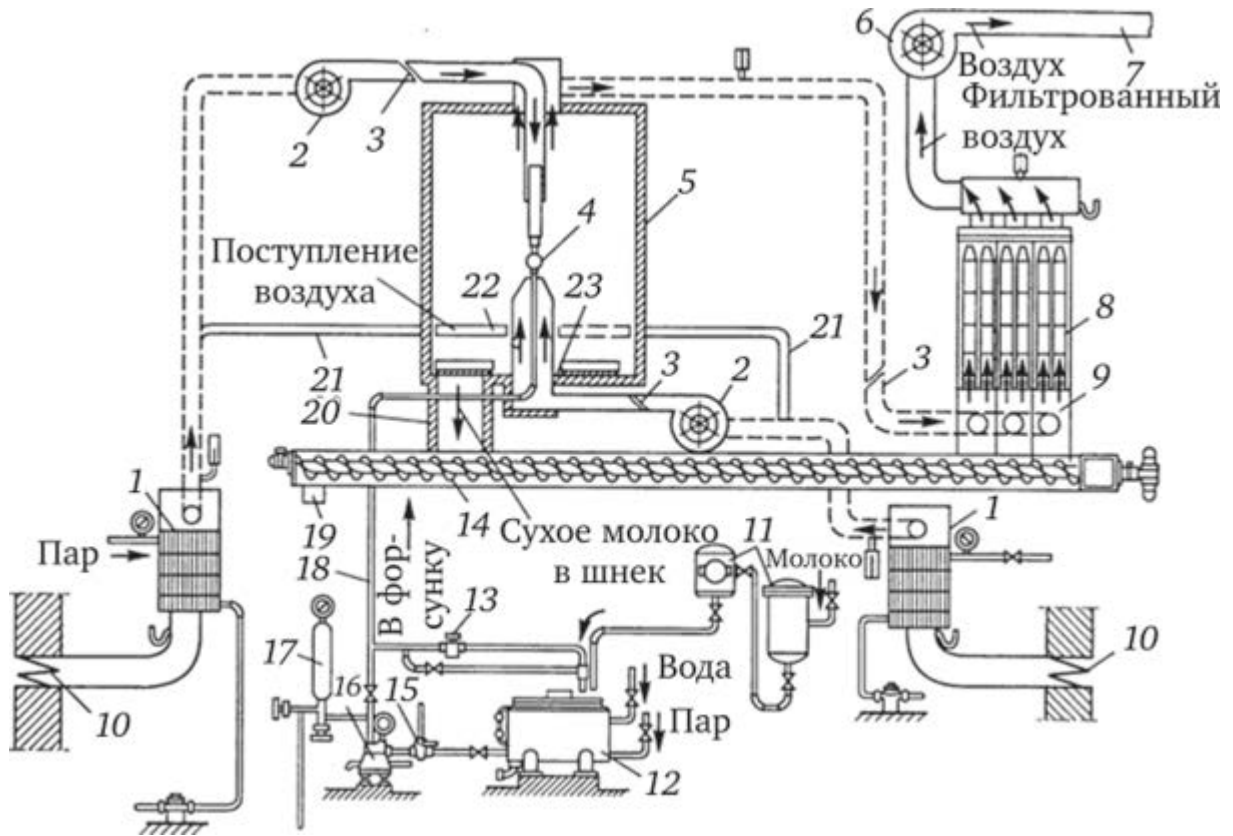 6
7
Воздух
Фильтрованный
воздух
2
3
5
4
Поступление
воздуха
22
23
8
21
21
3
2
3
9
20
1
Пар
19
14
Сухое молоко
в шнек
11
Молоко
1
18
В фор-
сунку
13
10
17
16
15
Вода
Пар
10
12